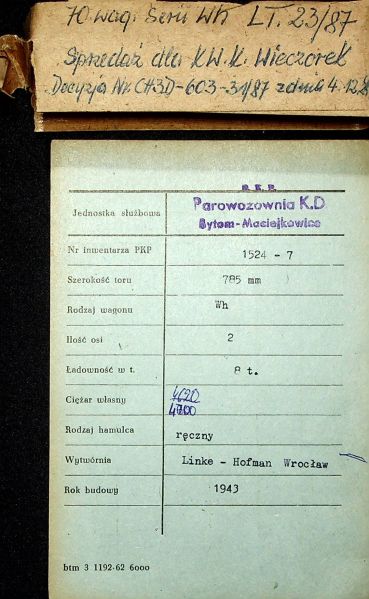 70 wag. Serii Wh LT. 23/87
Sprzedaż dla KW.K. Wieczorek
Decyzja Nr. CH3D-603-31/87 z dnia 4.12.8
P.K.P.
Jednostka służbowa Parowozownia K.D
Bytom-Maciejkowice
Nr inwentarza PKP 1524 - 7
Szerokość toru 785 mm
Rodzaj wagonu Wh
Ilość osi 2
Ładowność w t. 8 t.
Ciężar własny 4620
4700
Rodzaj hamulca ręczny
Wytwórnia Linke - Hofman Wrocław
Rok budowy 1943
btm 3 1192-62 6000